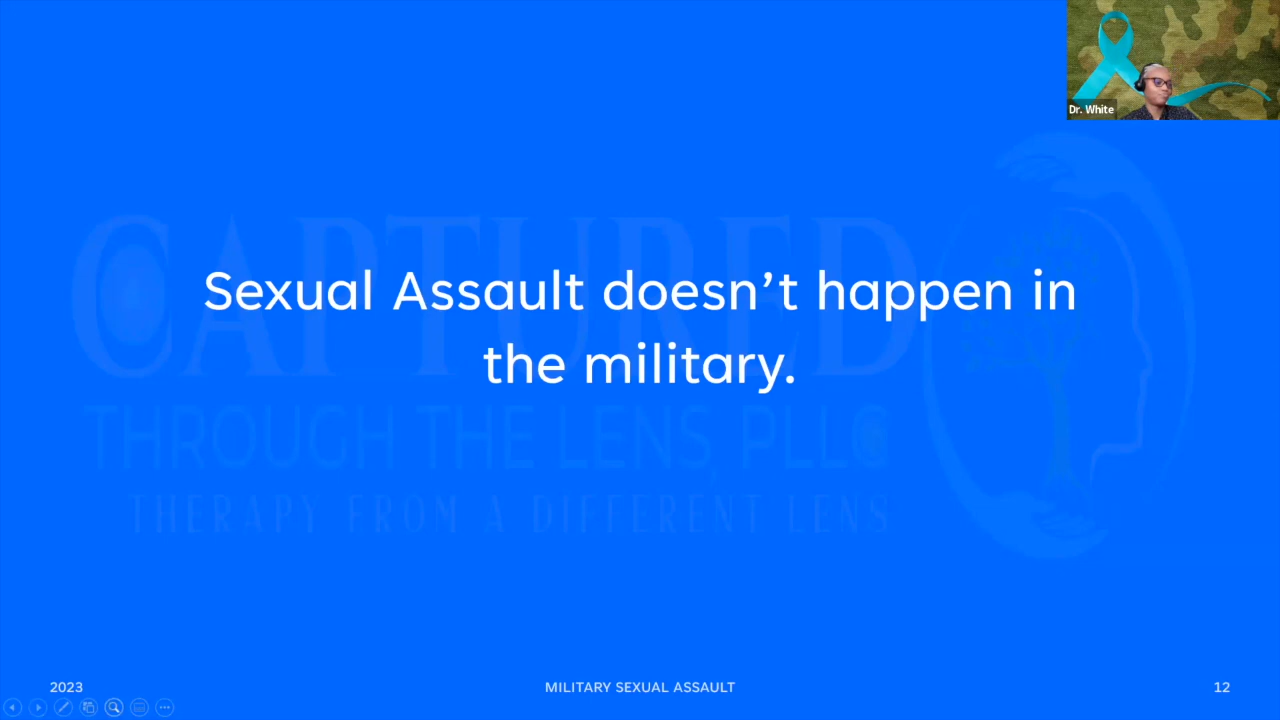 Dr. White
Sexual Assault doesn’t happen in
the military.
CAPTURED
THROUGH THE LENS, PLLC
THERAPY FROM A DIFFERENT LENS
2023
MILITARY SEXUAL ASSAULT
12